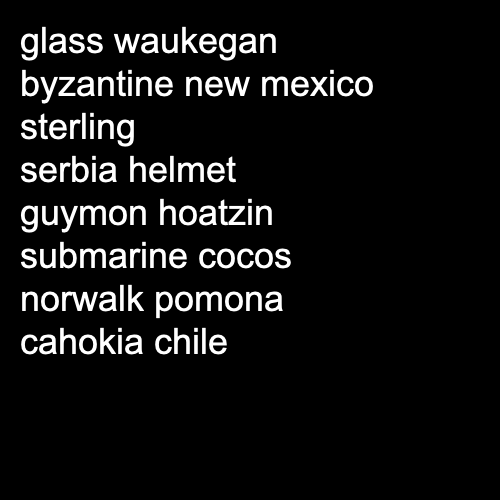 glass waukegan
byzantine new mexico
sterling
serbia helmet
guymon hoatzin
submarine cocos
norwalk pomona
cahokia chile